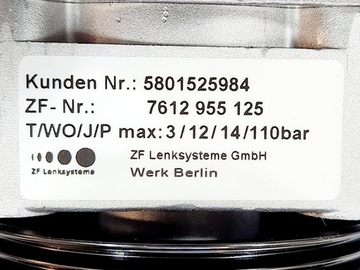 Kunden Nr.: 5801525984
ZF- Nr.: 7612 955 125
T/WO/J/P max: 3/12/14/110bar
ZF Lenksysteme GmbH
ZF Lenksysteme Werk Berlin